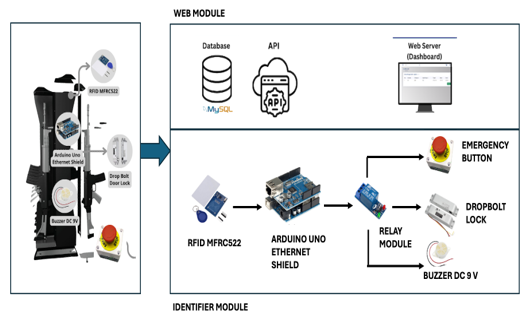 WEB MODULE
RFID MFRC522
Arduino Uno
Ethernet Shield
Drop Bolt
Door Lock
Buzzer DC 9V
Database
MySQL
API
API
Web Server
(Dashboard)
RFID MFRC522
ARDUINO UNO
ETHERNET
SHIELD
RELAY
MODULE
EMERGENCY
BUTTON
DROPBOLT
LOCK
BUZZER DC 9 V
IDENTIFIER MODULE